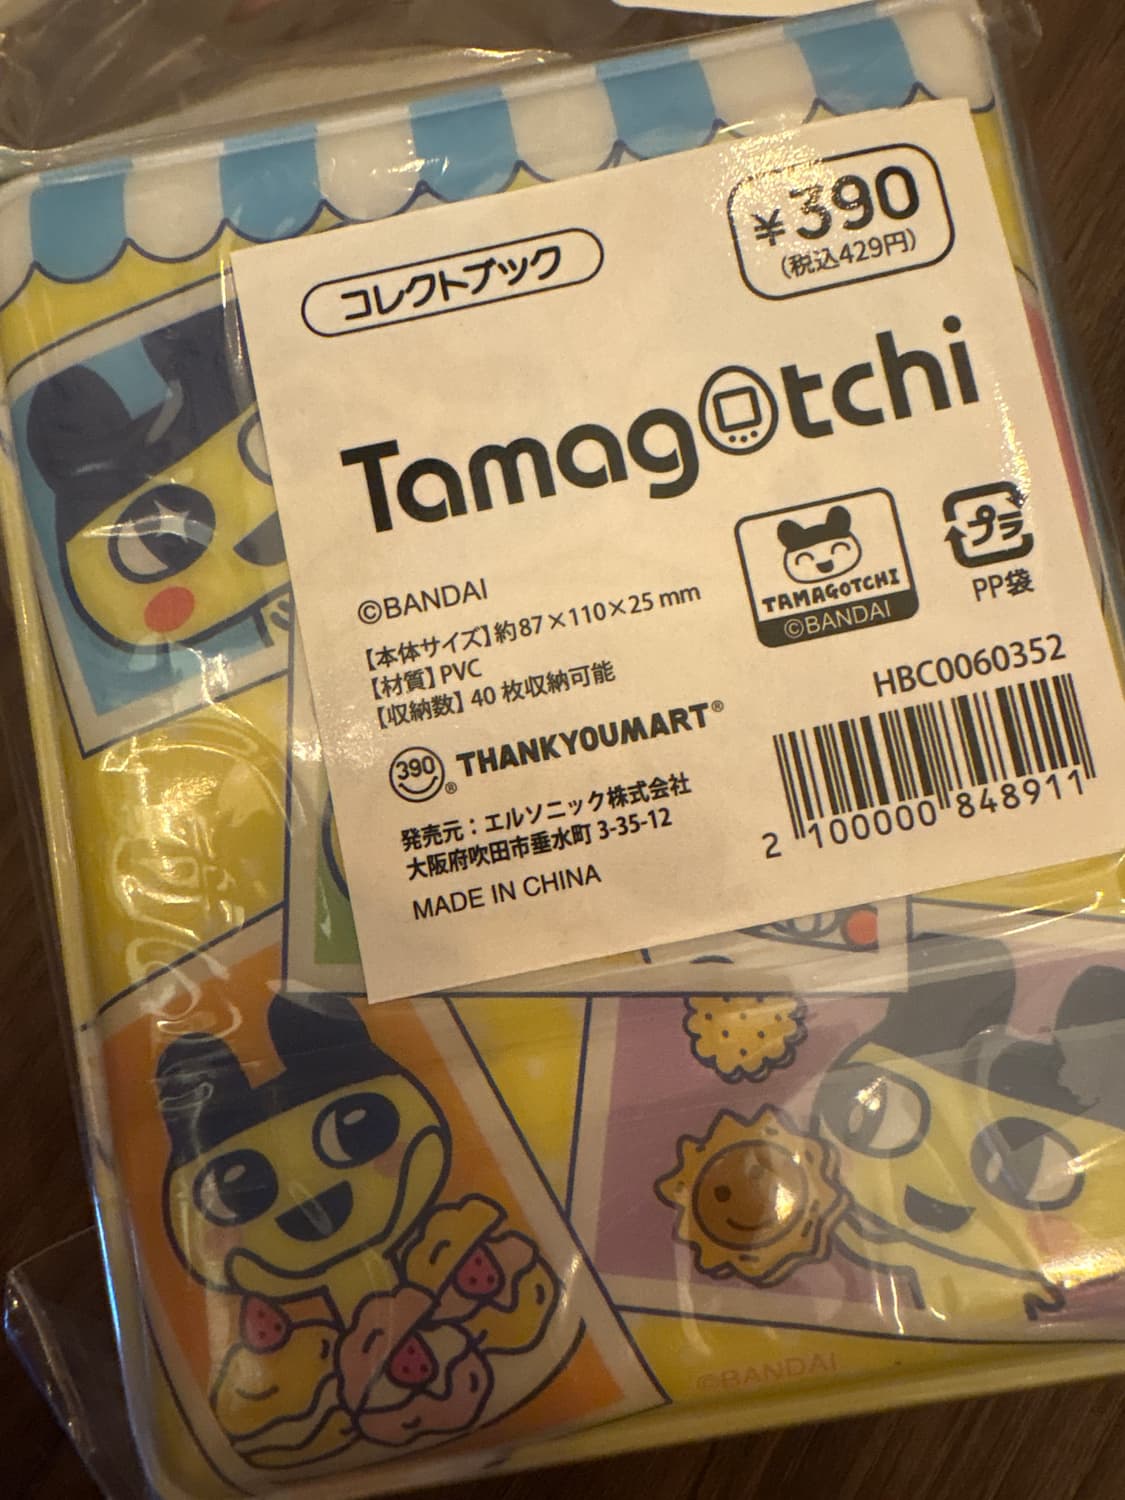 コレクトブック
¥390
(税込429円)
Tamagotchi
©BANDAI
【本体サイズ】約87×110×25 mm
【材質】PVC
【収納数】40 枚収納可能
TAMAGOTCHI
©BANDAI
プラ
PP袋
390® THANKYOUMART®
発売元：エルソニック株式会社
大阪府吹田市垂水町 3-35-12
MADE IN CHINA
HBC0060352
2 100000 848911
©BANDAI